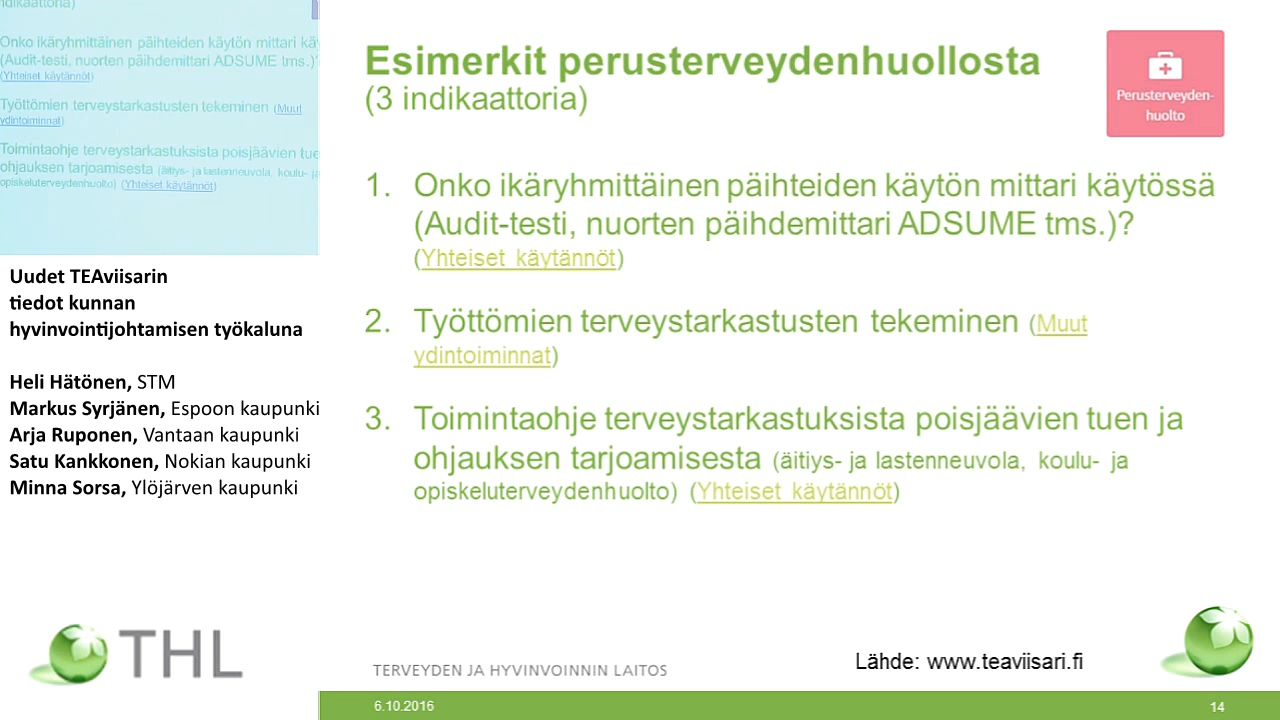 indikaattoria)
Onko ikäryhmittäinen päihteiden käytön mittari
(Audit-testi, nuorten päihdemittari ADSUME tms.)?
(Yhteiset käytännöt)
Työttömien terveystarkastusten tekeminen (Muut
ydintoiminnat)
Toimintaohje terveystarkastuksista poisjäävien
ohjauksen tarjoamisesta (äitiys- ja lastenneuvola, koulu-
opiskeluterveydenhuolto) (Yhteiset käytännöt)
Uudet TEAviisarin
tiedot kunnan
hyvinvointijohtamisen työkaluna
Heli Hätönen, STM
Markus Syrjänen, Espoon kaupunki
Arja Ruponen, Vantaan kaupunki
Satu Kankkonen, Nokian kaupunki
Minna Sorsa, Ylöjärven kaupunki
THL
Esimerkit perusterveydenhuollosta
(3 indikaattoria)
Perusterveyden-
huolto
1. Onko ikäryhmittäinen päihteiden käytön mittari käytössä
(Audit-testi, nuorten päihdemittari ADSUME tms.)?
(Yhteiset käytännöt)
2. Työttömien terveystarkastusten tekeminen (Muut
ydintoiminnat)
3. Toimintaohje terveystarkastuksista poisjäävien tuen ja
ohjauksen tarjoamisesta (äitiys- ja lastenneuvola, koulu- ja
opiskeluterveydenhuolto) (Yhteiset käytännöt)
Lähde: www.teaviisari.fi
TERVEYDEN JA HYVINVOINNIN LAITOS
6.10.2016
14